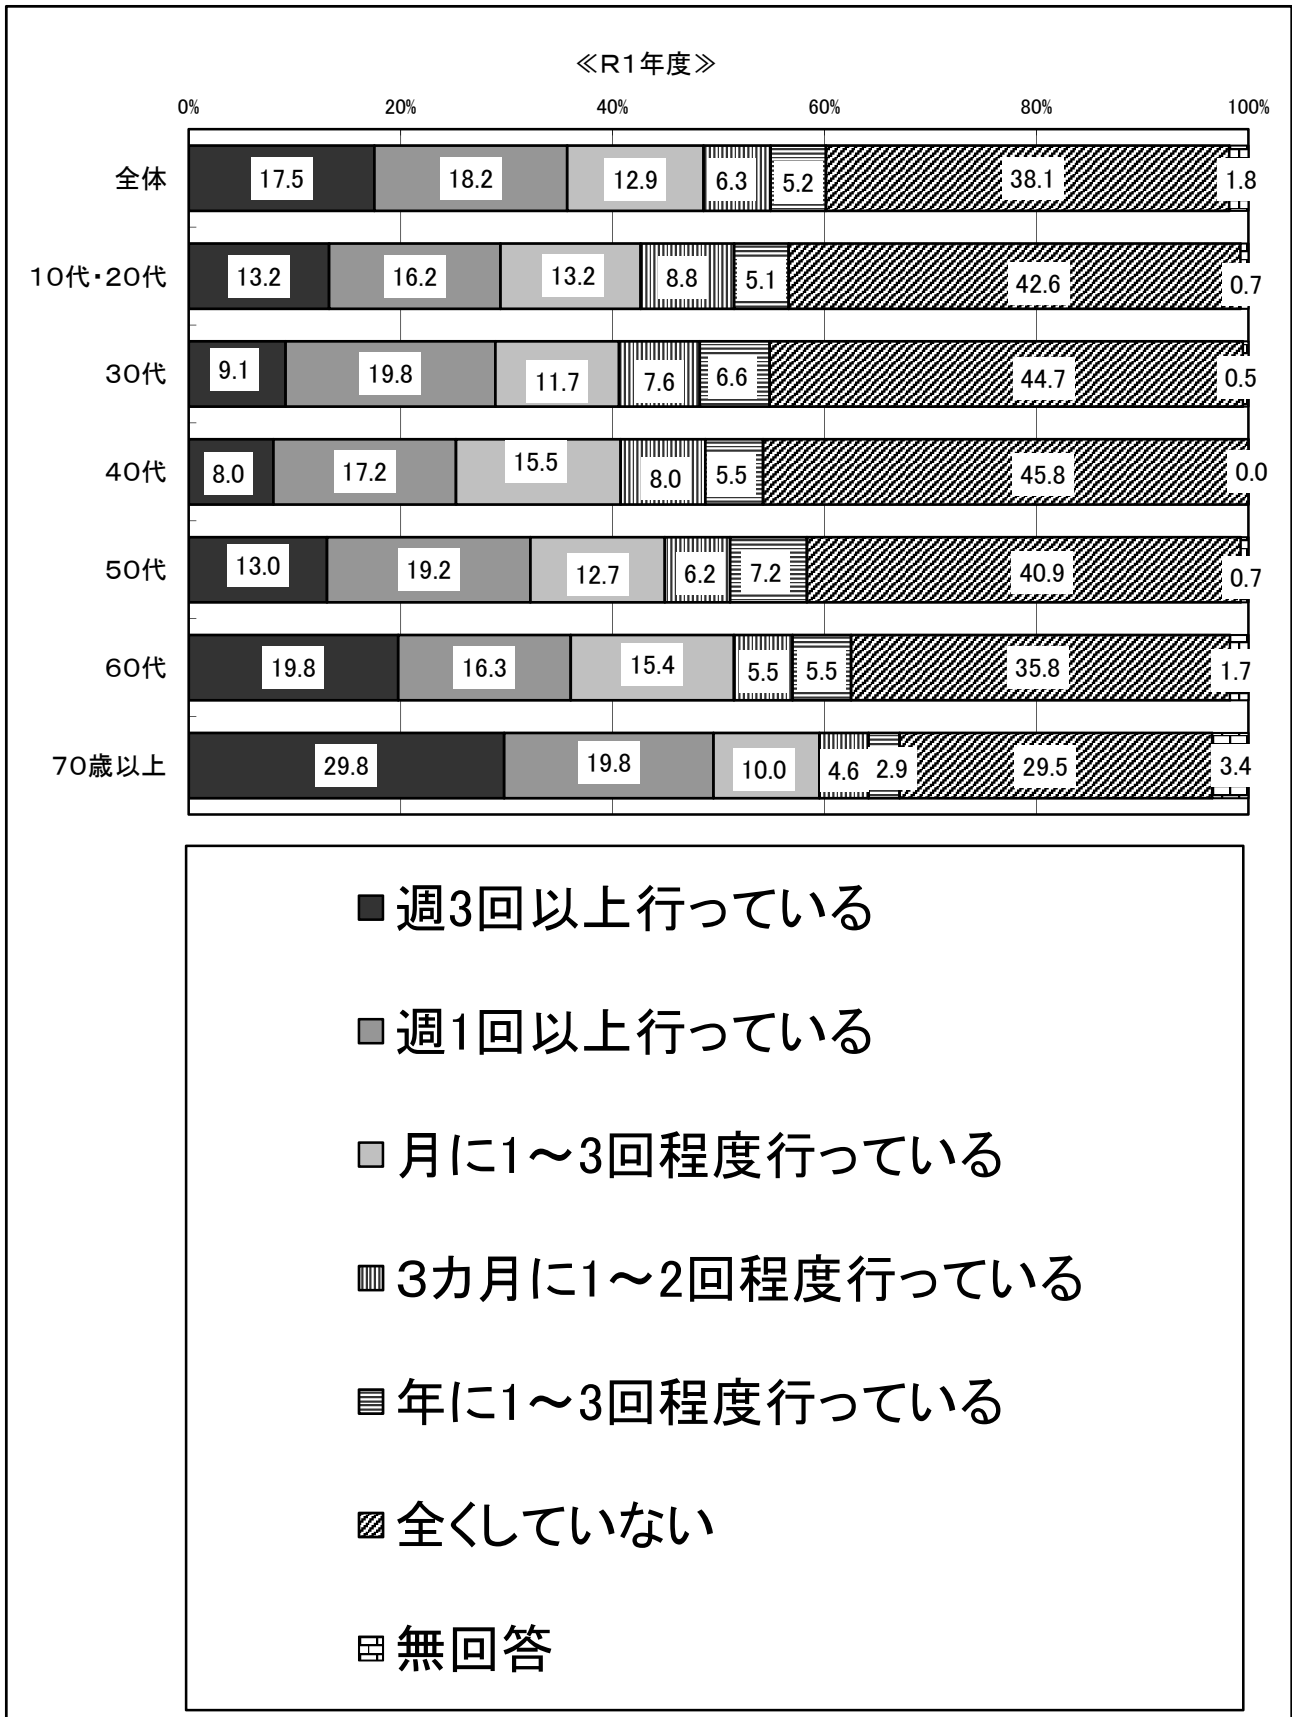 ≪R1年度≫
0% 20% 40% 60% 80% 100%
全体 17.5 18.2 12.9 6.3 5.2 38.1 1.8
10代・20代 13.2 16.2 13.2 8.8 5.1 42.6 0.7
30代 9.1 19.8 11.7 7.6 6.6 44.7 0.5
40代 8.0 17.2 15.5 8.0 5.5 45.8 0.0
50代 13.0 19.2 12.7 6.2 7.2 40.9 0.7
60代 19.8 16.3 15.4 5.5 5.5 35.8 1.7
70歳以上 29.8 19.8 10.0 4.6 2.9 29.5 3.4
週3回以上行っている
週1回以上行っている
月に1～3回程度行っている
3カ月に1～2回程度行っている
年に1～3回程度行っている
全くしていない
無回答